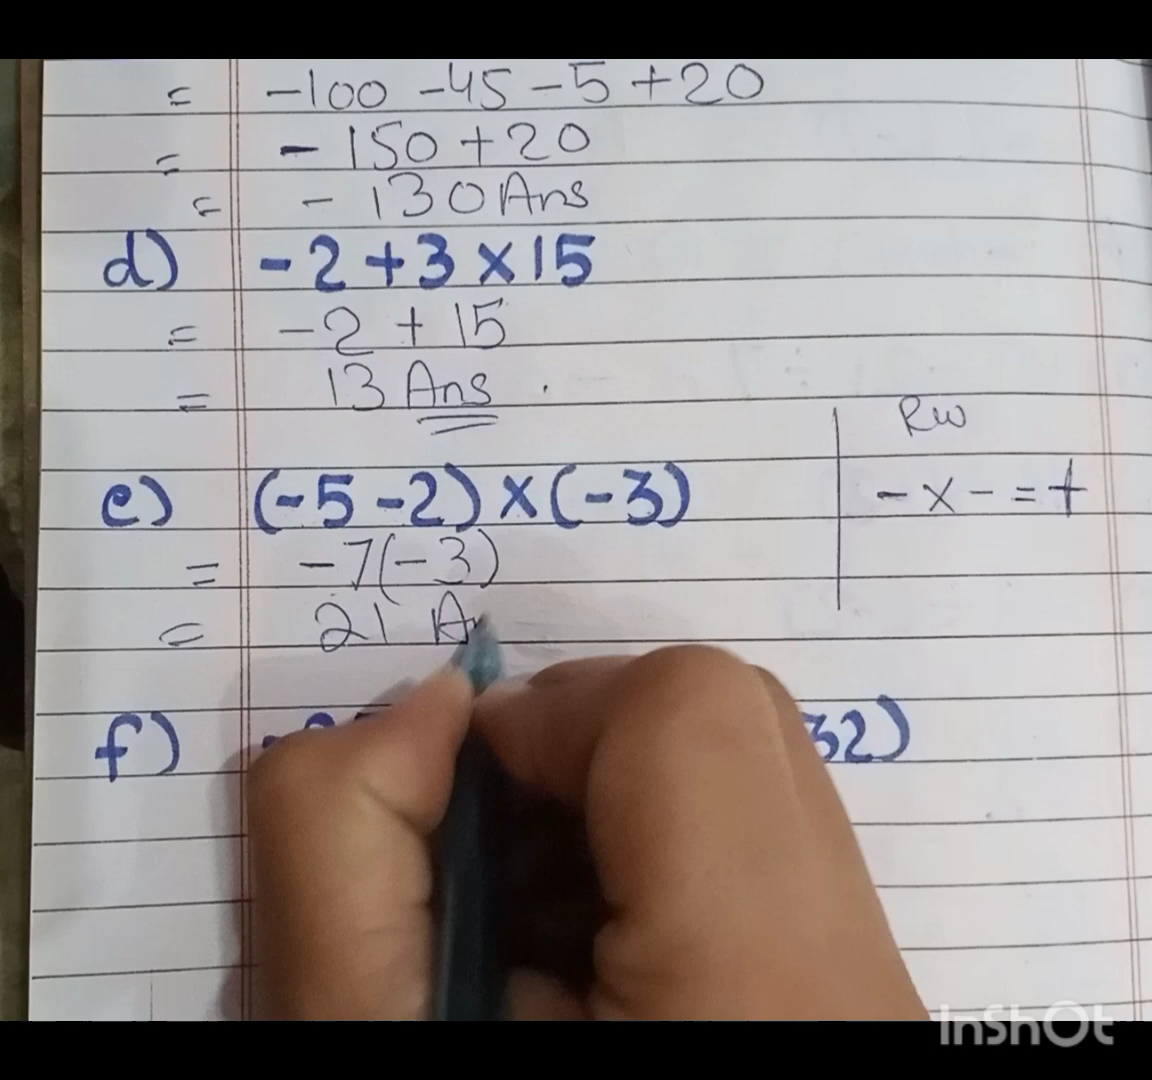 = -100 -45 -5 +20
= - 150 +20
= - 130 Ans
d) -2+3×15
= -2 + 15
= 13 Ans .
Rw
e) (-5 -2) × (-3)
- × - = +
= -7(-3)
= 21
f) 32)
InShOt